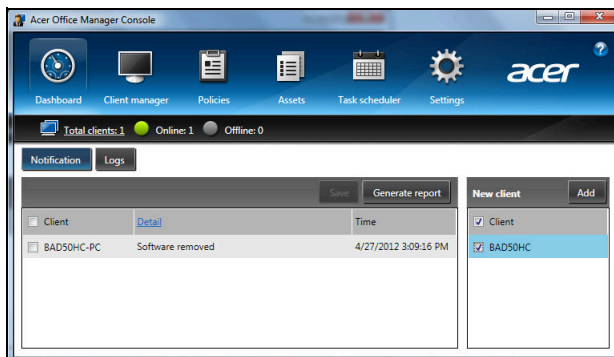 Acer Office Manager Console
?
acer
Dashboard Client manager Policies Assets Task scheduler Settings
Total clients: 1 Online: 1 Offline: 0
Notification Logs
Save Generate report New client Add
Client Detail Time Client
BAD50HC-PC Software removed 4/27/2012 3:09:16 PM BAD50HC